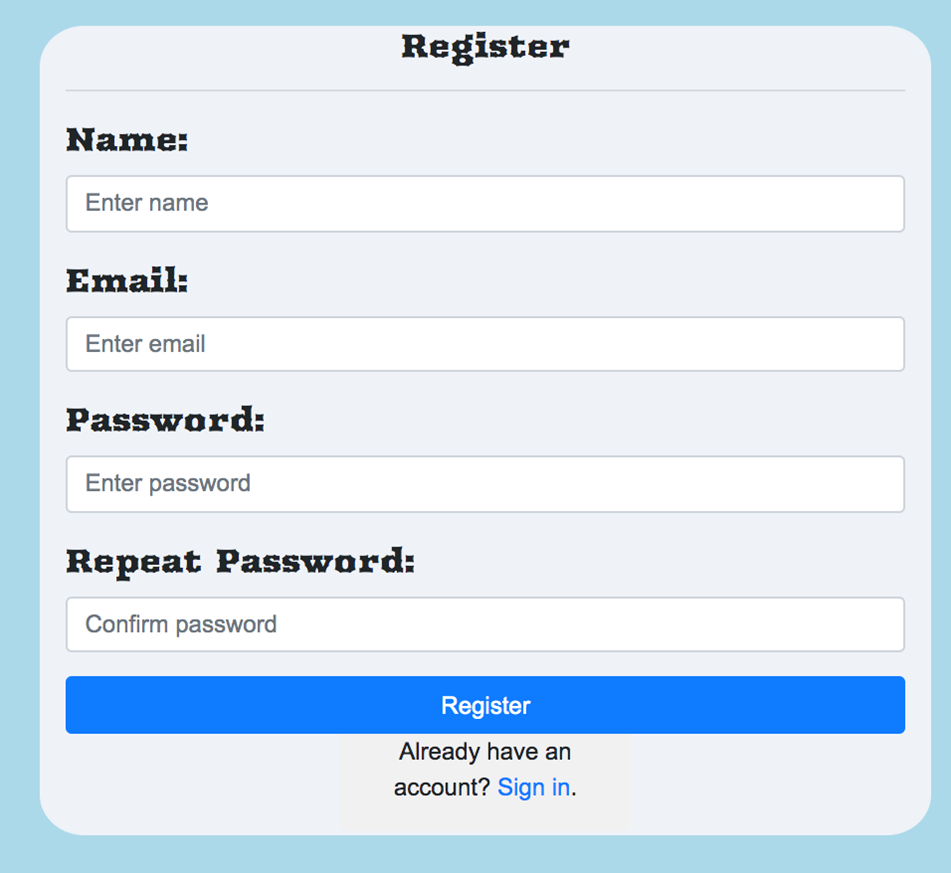 Register
Name:
Enter name
Email:
Enter email
Password:
Enter password
Repeat Password:
Confirm password
Register
Already have an
account? Sign in.